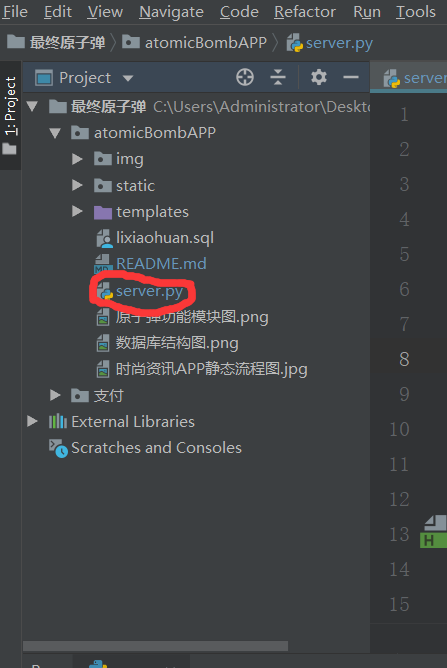 File Edit View Navigate Code Refactor Run Tools
最终原子弹 atomicBombAPP server.py
1: Project
Project
server
最终原子弹 C:\Users\Administrator\Deskto
atomicBombAPP
img
static
templates
lixiaohuan.sql
README.md
server.py
原子弹功能模块图.png
数据库结构图.png
时尚资讯APP静态流程图.jpg
支付
External Libraries
Scratches and Consoles
1
2
3
4
5
6
7
8
9
10
11
12
13
14
15
MD
H